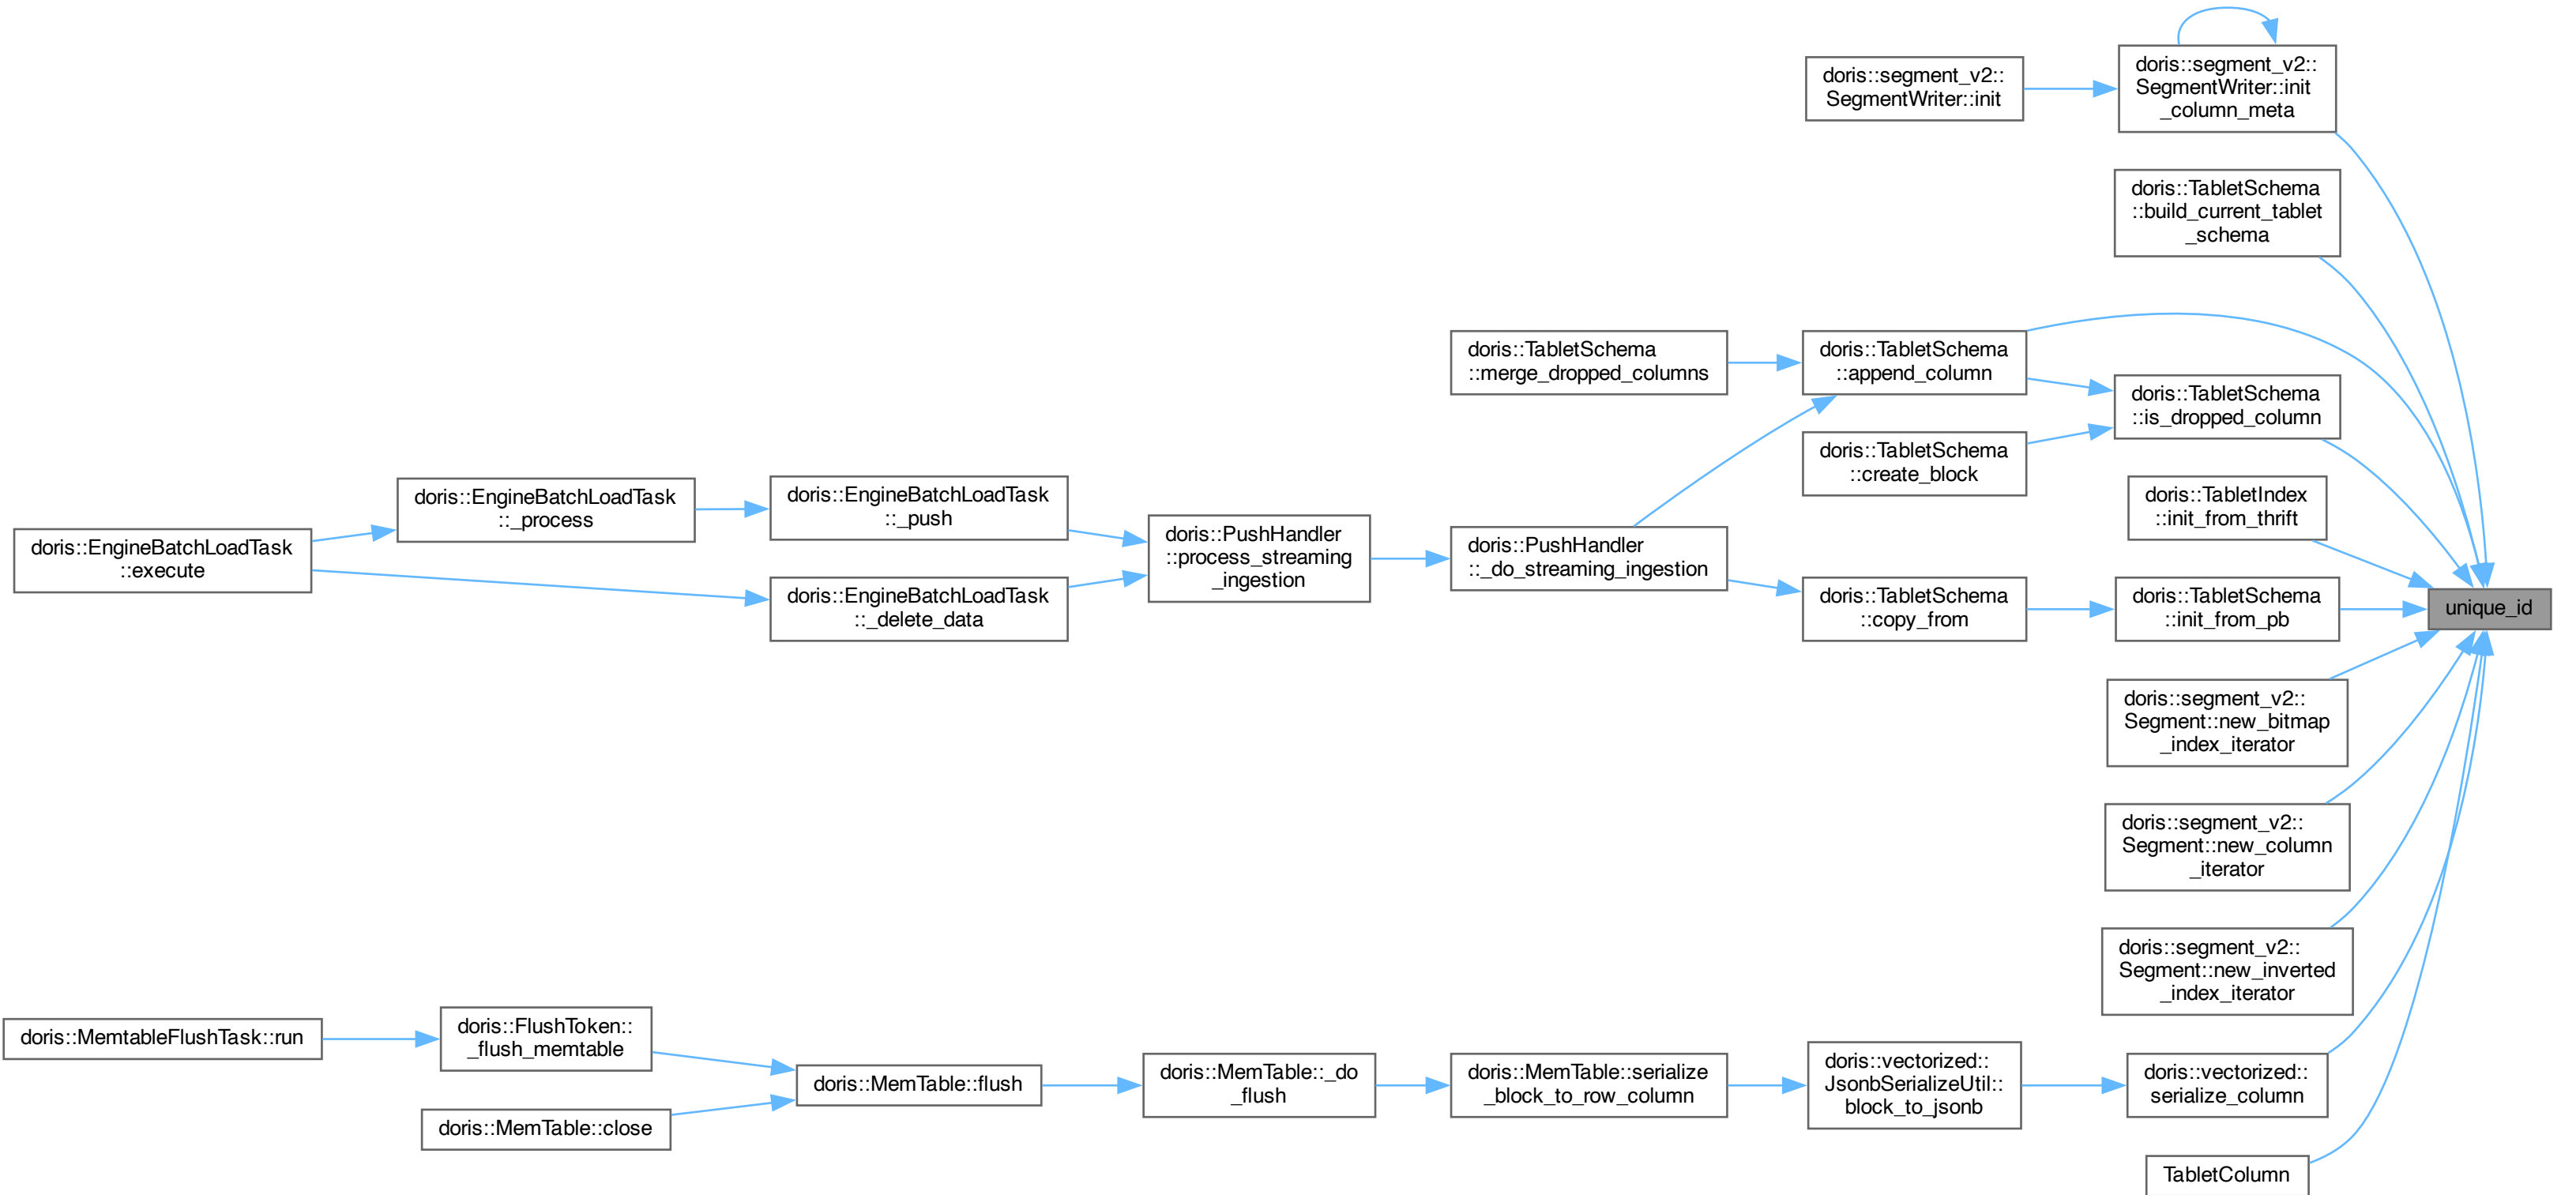 doris::segment_v2::
SegmentWriter::init
_column_meta
doris::segment_v2::
SegmentWriter::init
doris::TabletSchema
::build_current_tablet
_schema
doris::TabletSchema
::merge_dropped_columns
doris::TabletSchema
::append_column
doris::TabletSchema
::is_dropped_column
doris::TabletSchema
::create_block
doris::EngineBatchLoadTask
::execute
doris::EngineBatchLoadTask
::_process
doris::EngineBatchLoadTask
::_push
doris::EngineBatchLoadTask
::_delete_data
doris::PushHandler
::process_streaming
_ingestion
doris::PushHandler
::_do_streaming_ingestion
doris::TabletSchema
::copy_from
doris::TabletIndex
::init_from_thrift
doris::TabletSchema
::init_from_pb
unique_id
doris::segment_v2::
Segment::new_bitmap
_index_iterator
doris::segment_v2::
Segment::new_column
_iterator
doris::segment_v2::
Segment::new_inverted
_index_iterator
doris::MemtableFlushTask::run
doris::FlushToken::
_flush_memtable
doris::MemTable::close
doris::MemTable::flush
doris::MemTable::_do
_flush
doris::MemTable::serialize
_block_to_row_column
doris::vectorized::
JsonbSerializeUtil::
block_to_jsonb
doris::vectorized::
serialize_column
TabletColumn